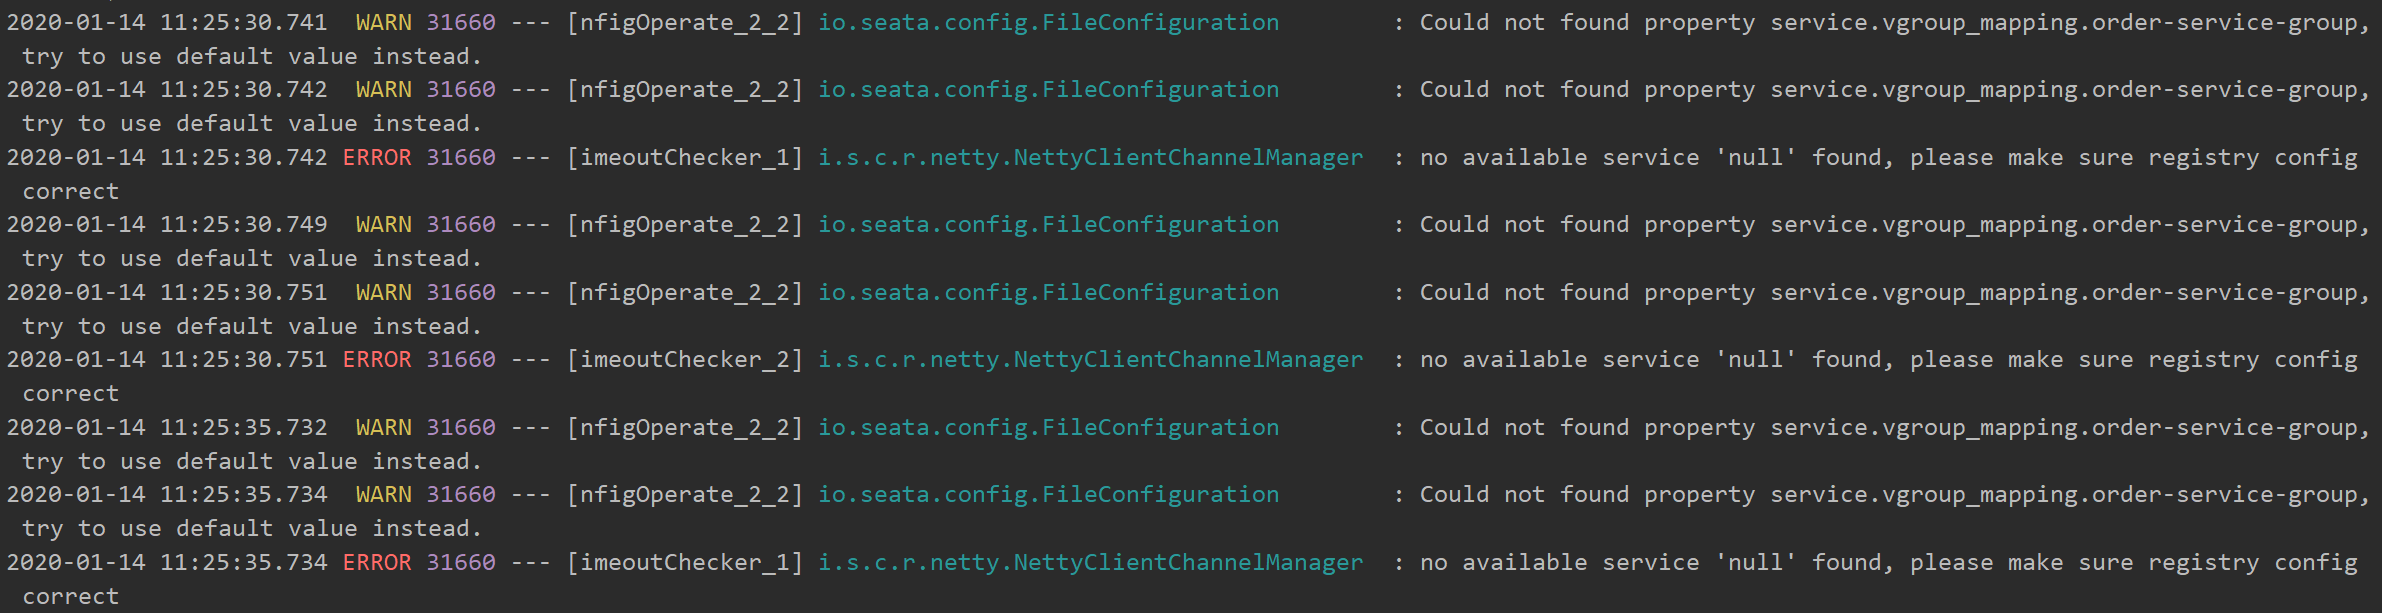 2020-01-14 11:25:30.741  WARN 31660 --- [nfigOperate_2_2] io.seata.config.FileConfiguration        : Could not found property service.vgroup_mapping.order-service-group,
try to use default value instead.
2020-01-14 11:25:30.742  WARN 31660 --- [nfigOperate_2_2] io.seata.config.FileConfiguration        : Could not found property service.vgroup_mapping.order-service-group,
try to use default value instead.
2020-01-14 11:25:30.742 ERROR 31660 --- [imeoutChecker_1] i.s.c.r.netty.NettyClientChannelManager  : no available service 'null' found, please make sure registry config
correct
2020-01-14 11:25:30.749  WARN 31660 --- [nfigOperate_2_2] io.seata.config.FileConfiguration        : Could not found property service.vgroup_mapping.order-service-group,
try to use default value instead.
2020-01-14 11:25:30.751  WARN 31660 --- [nfigOperate_2_2] io.seata.config.FileConfiguration        : Could not found property service.vgroup_mapping.order-service-group,
try to use default value instead.
2020-01-14 11:25:30.751 ERROR 31660 --- [imeoutChecker_2] i.s.c.r.netty.NettyClientChannelManager  : no available service 'null' found, please make sure registry config
correct
2020-01-14 11:25:35.732  WARN 31660 --- [nfigOperate_2_2] io.seata.config.FileConfiguration        : Could not found property service.vgroup_mapping.order-service-group,
try to use default value instead.
2020-01-14 11:25:35.734  WARN 31660 --- [nfigOperate_2_2] io.seata.config.FileConfiguration        : Could not found property service.vgroup_mapping.order-service-group,
try to use default value instead.
2020-01-14 11:25:35.734 ERROR 31660 --- [imeoutChecker_1] i.s.c.r.netty.NettyClientChannelManager  : no available service 'null' found, please make sure registry config
correct